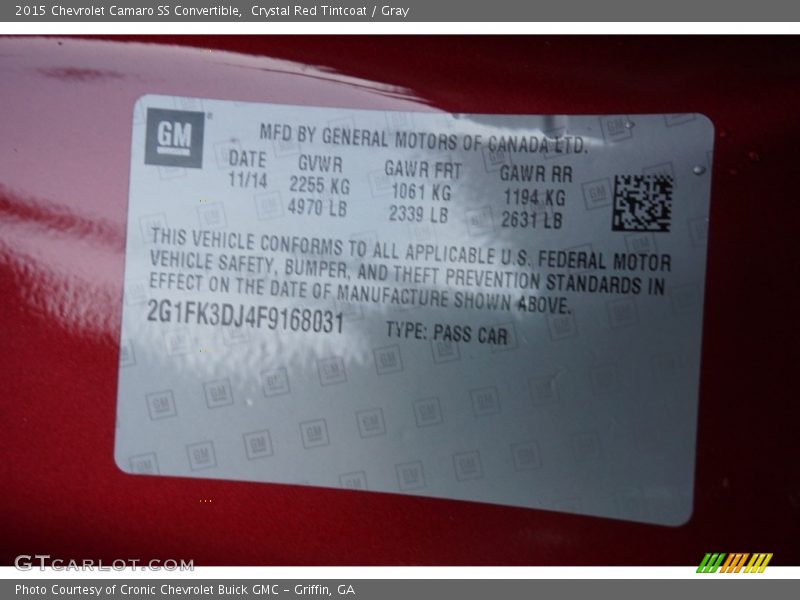 2015 Chevrolet Camaro SS Convertible,  Crystal Red Tintcoat / Gray
GM
MFD BY GENERAL MOTORS OF CANADA LTD.
DATE GVWR GAWR FRT GAWR RR
11/14 2255 KG 1061 KG 1194 KG
4970 LB 2339 LB 2631 LB
THIS VEHICLE CONFORMS TO ALL APPLICABLE U.S. FEDERAL MOTOR
VEHICLE SAFETY, BUMPER, AND THEFT PREVENTION STANDARDS IN
EFFECT ON THE DATE OF MANUFACTURE SHOWN ABOVE.
2G1FK3DJ4F9168031 TYPE: PASS CAR
GTCARLOT.COM
Photo Courtesy of Cronic Chevrolet Buick GMC - Griffin, GA